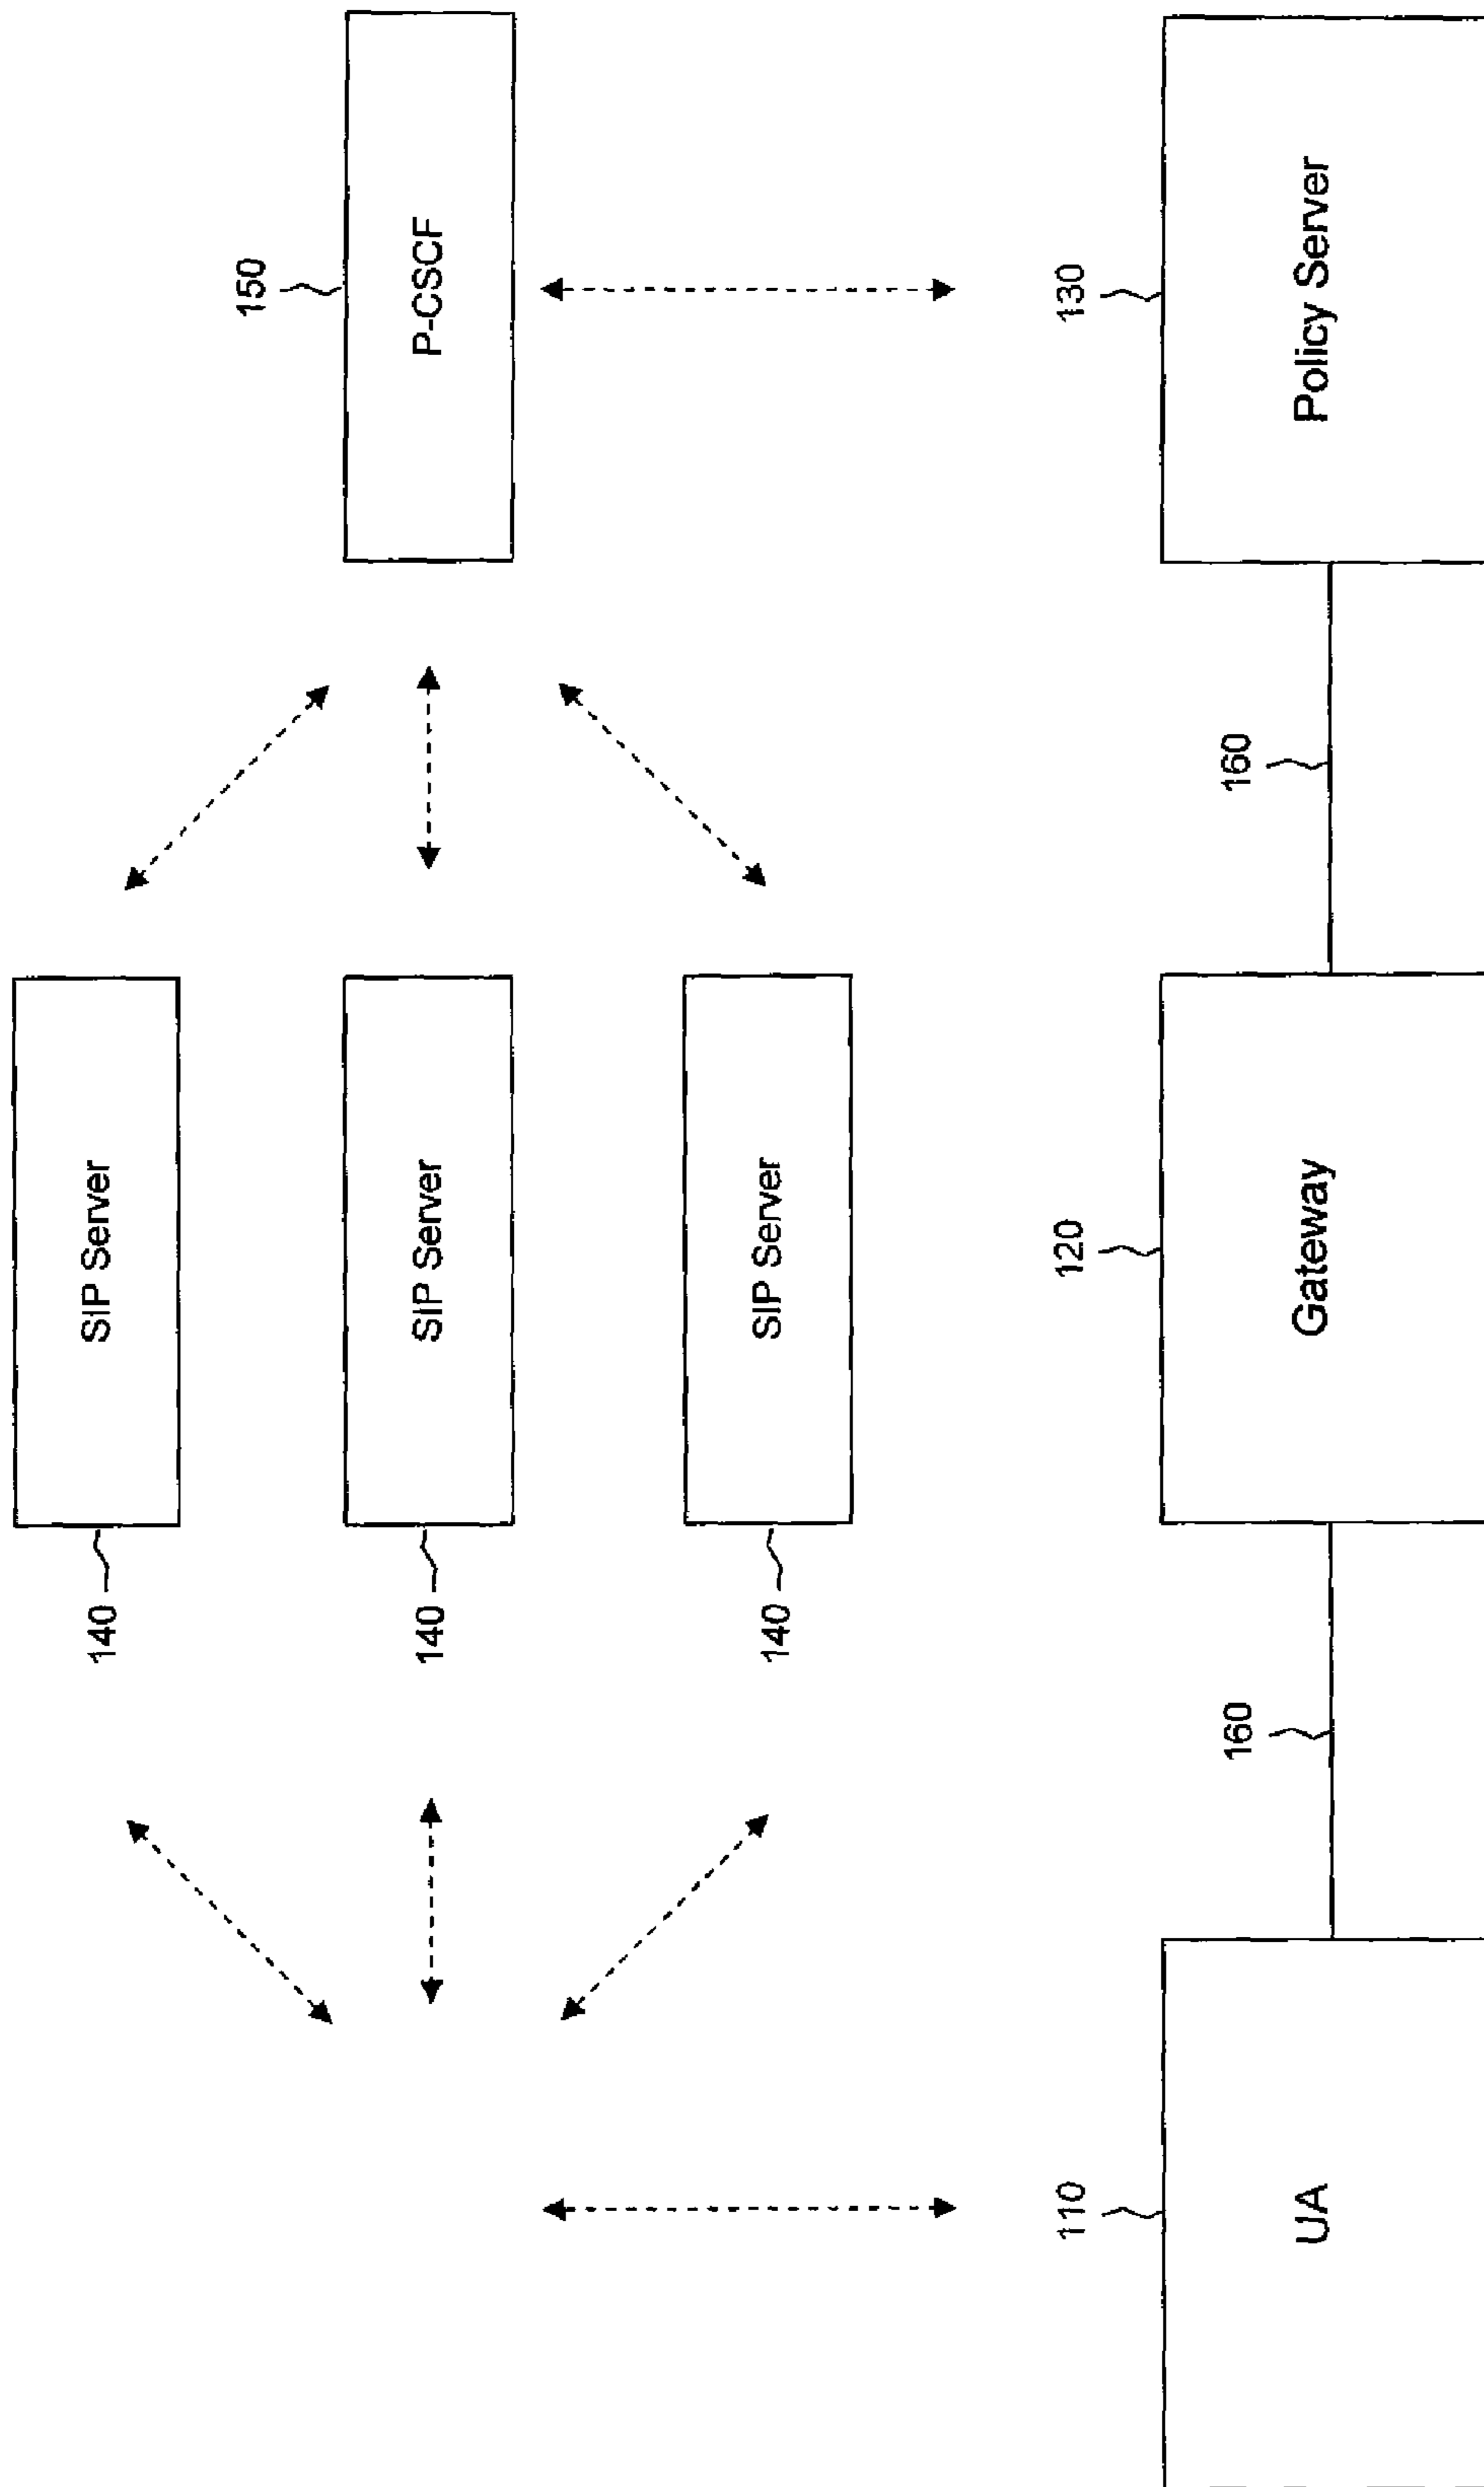 140
SIP Server
150
140
SIP Server
P-CSCF
140
SIP Server
110
120
130
160
160
UA
Gateway
Policy Server